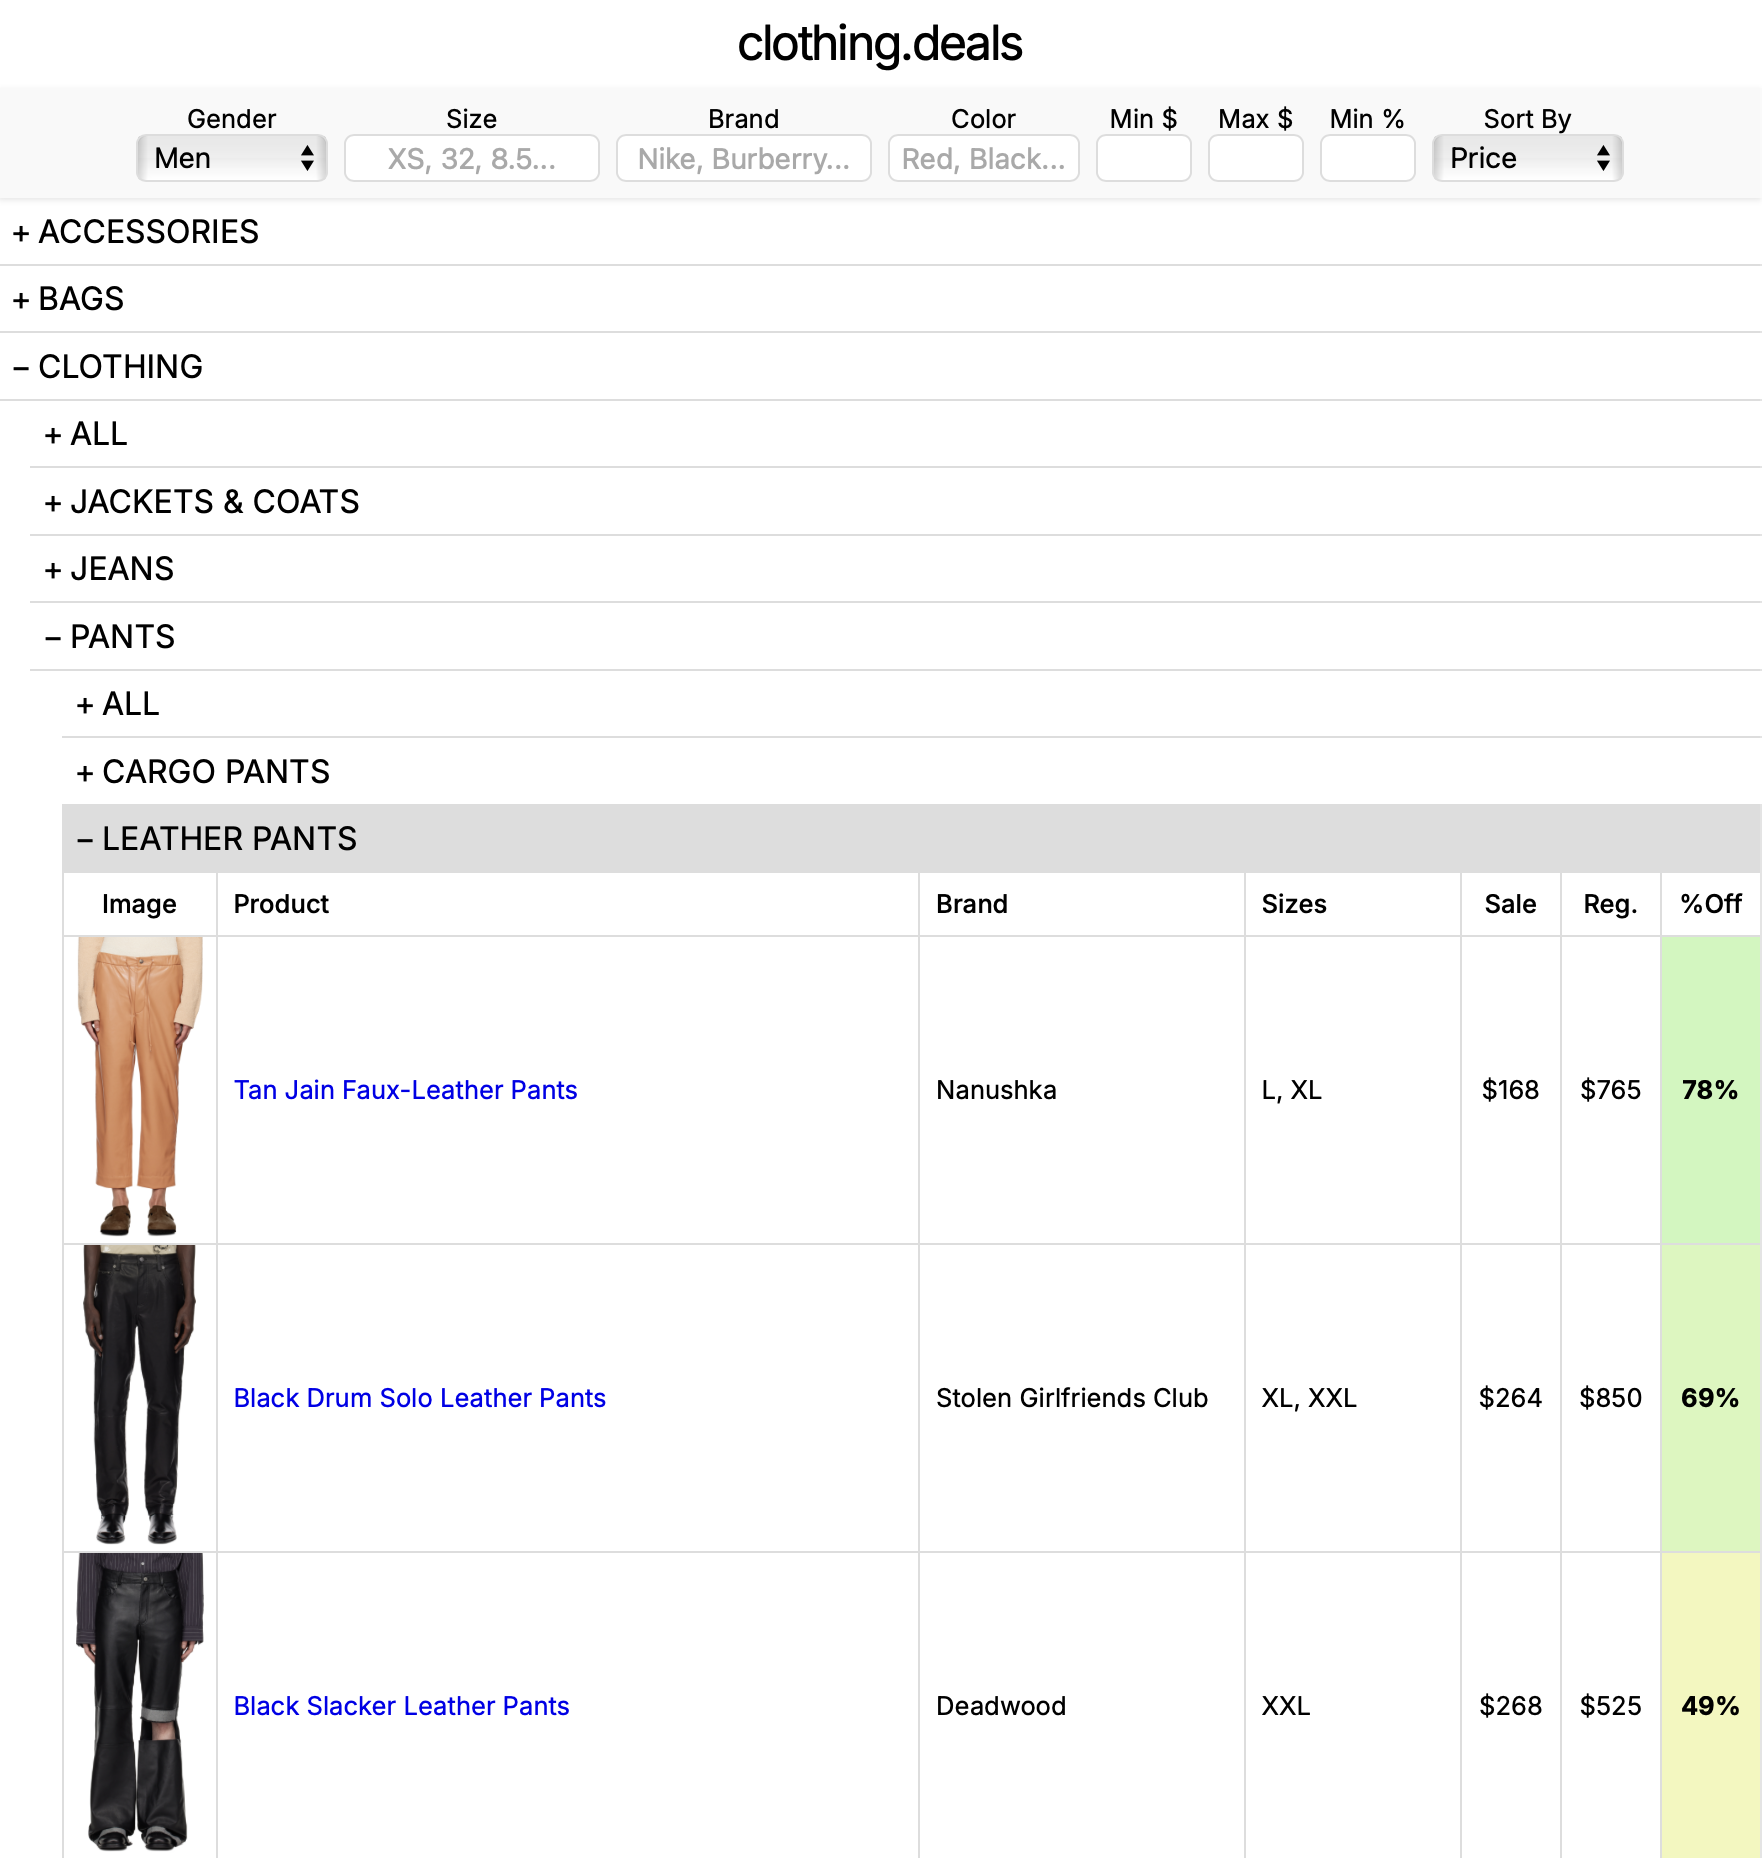 clothing.deals
Gender Size Brand Color Min $ Max $ Min % Sort By
Men XS, 32, 8.5... Nike, Burberry... Red, Black... Price
+ ACCESSORIES
+ BAGS
– CLOTHING
+ ALL
+ JACKETS & COATS
+ JEANS
– PANTS
+ ALL
+ CARGO PANTS
– LEATHER PANTS
Image Product Brand Sizes Sale Reg. %Off
Tan Jain Faux-Leather Pants Nanushka L, XL $168 $765 78%
Black Drum Solo Leather Pants Stolen Girlfriends Club XL, XXL $264 $850 69%
Black Slacker Leather Pants Deadwood XXL $268 $525 49%